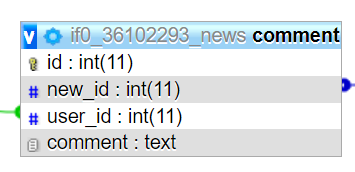 v if0_36102293_news comment
id : int(11)
# new_id : int(11)
# user_id : int(11)
comment : text